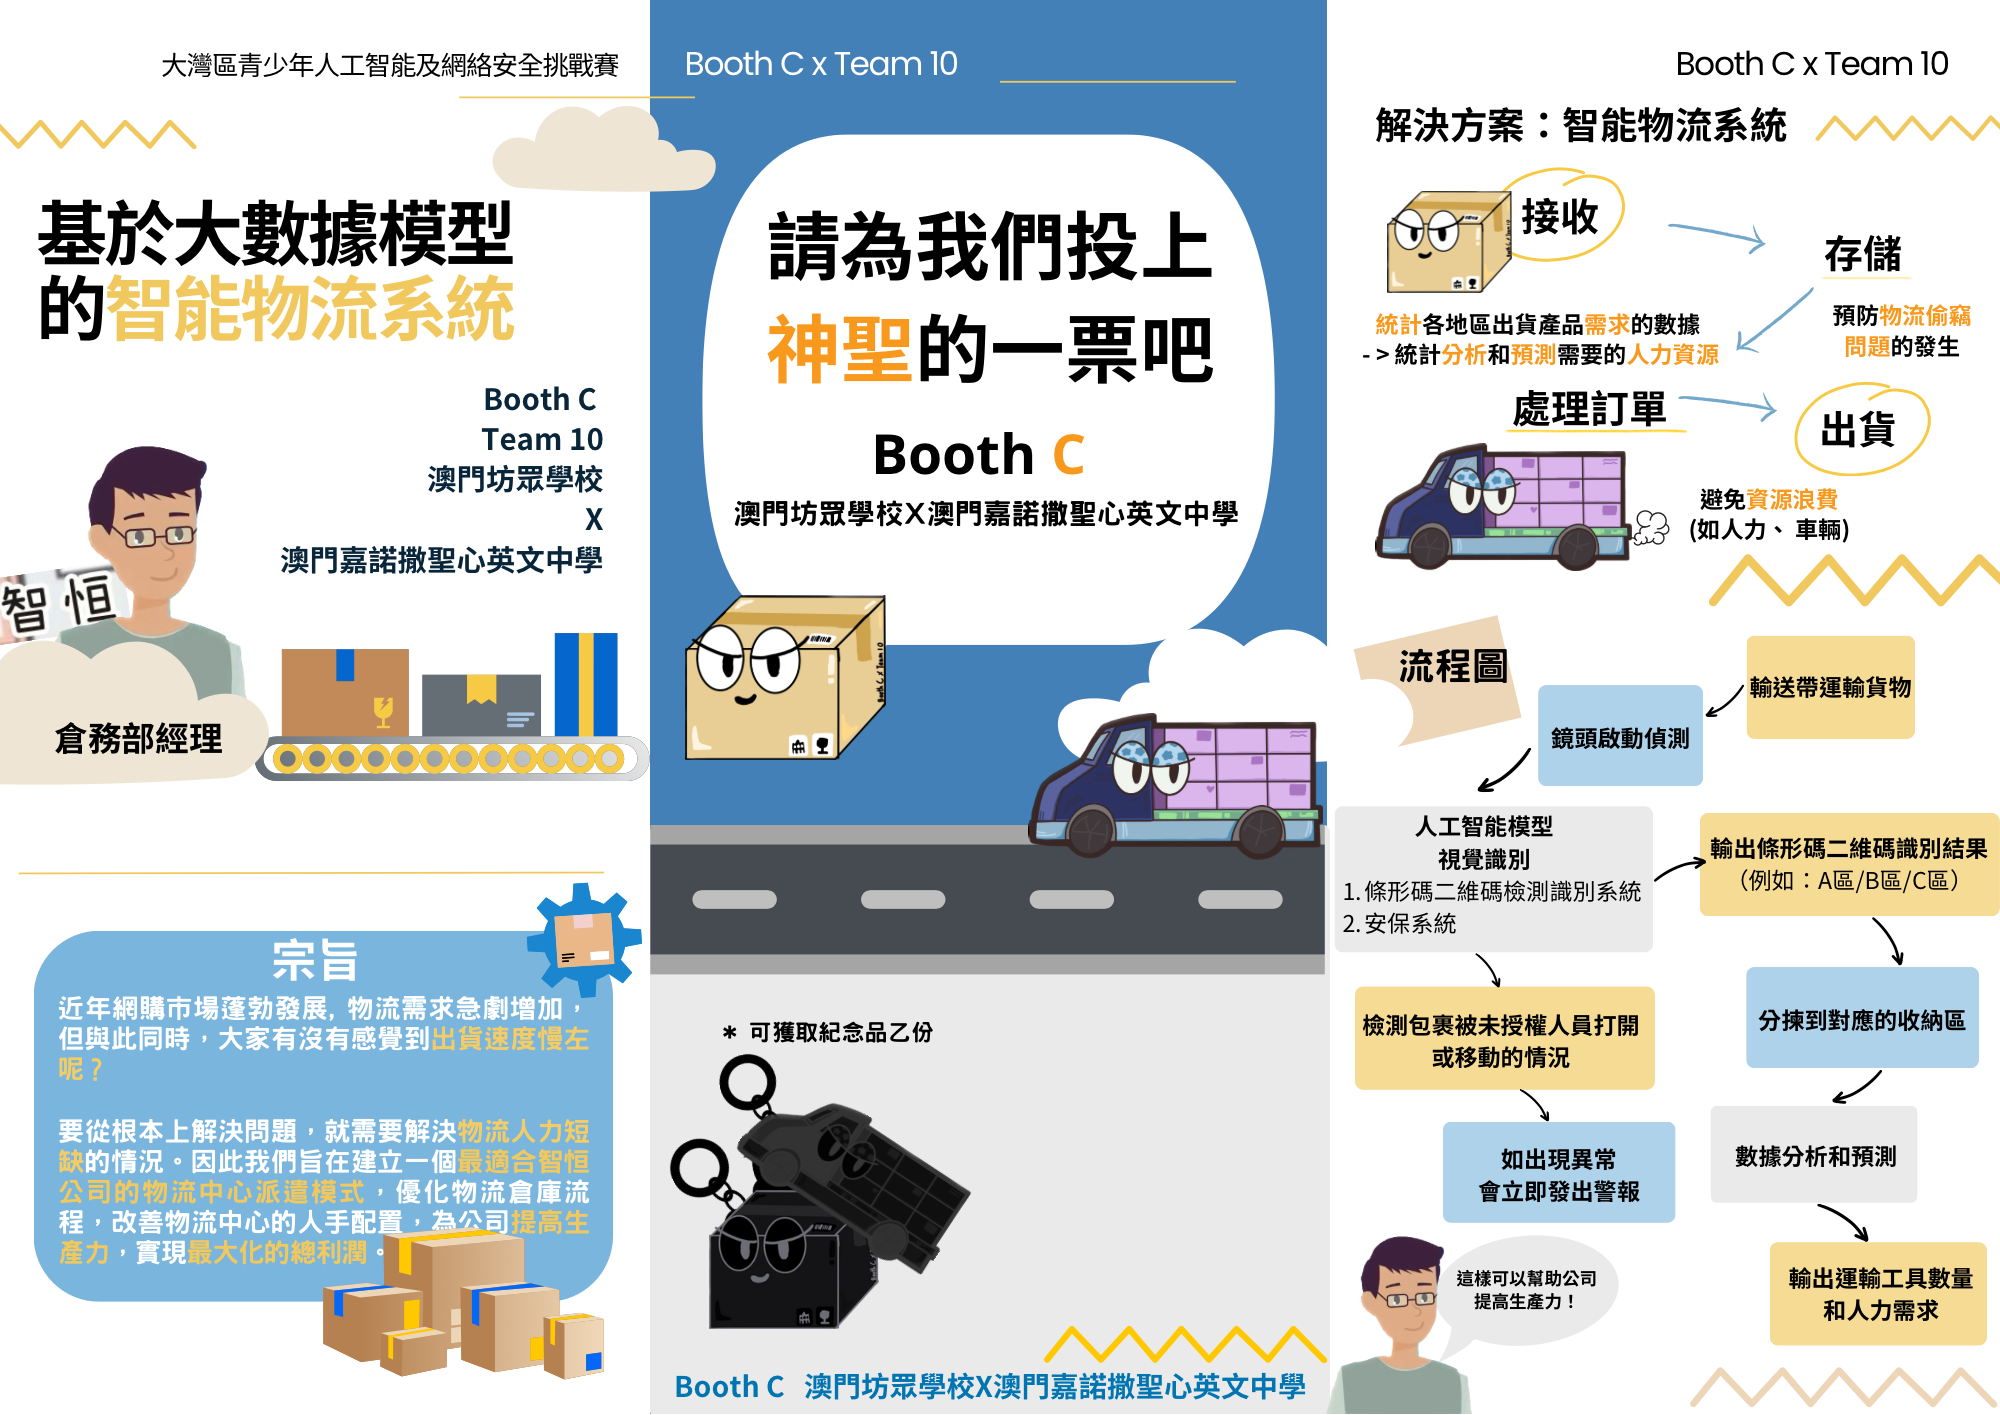 大灣區青少年人工智能及網絡安全挑戰賽
基於大數據模型
的智能物流系統
Booth C
Team 10
澳門坊眾學校
X
澳門嘉諾撒聖心英文中學
智恒
倉務部經理
宗旨
近年網購市場蓬勃發展, 物流需求急劇增加，
但與此同時，大家有沒有感覺到出貨速度慢左
呢？
要從根本上解決問題，就需要解決物流人力短
缺的情況。因此我們旨在建立一個最適合智恒
公司的物流中心派遣模式，優化物流倉庫流
程，改善物流中心的人手配置，為公司提高生
產力，實現最大化的總利潤。
Booth C x Team 10
請為我們投上
神聖的一票吧
Booth C
澳門坊眾學校X澳門嘉諾撒聖心英文中學
Booth C x Team 10
* 可獲取紀念品乙份
Booth C x Team 10
Booth C 澳門坊眾學校X澳門嘉諾撒聖心英文中學
Booth C x Team 10
解決方案：智能物流系統
接收
Booth C x Team 10
存儲
統計各地區出貨產品需求的數據
- > 統計分析和預測需要的人力資源
預防物流偷竊
問題的發生
處理訂單
出貨
避免資源浪費
(如人力、 車輛)
流程圖
輸送帶運輸貨物
鏡頭啟動偵測
人工智能模型
視覺識別
1. 條形碼二維碼檢測識別系統
2. 安保系統
輸出條形碼二維碼識別結果
（例如：A區/B區/C區）
檢測包裹被未授權人員打開
或移動的情況
分揀到對應的收納區
如出現異常
會立即發出警報
數據分析和預測
這樣可以幫助公司
提高生產力！
輸出運輸工具數量
和人力需求